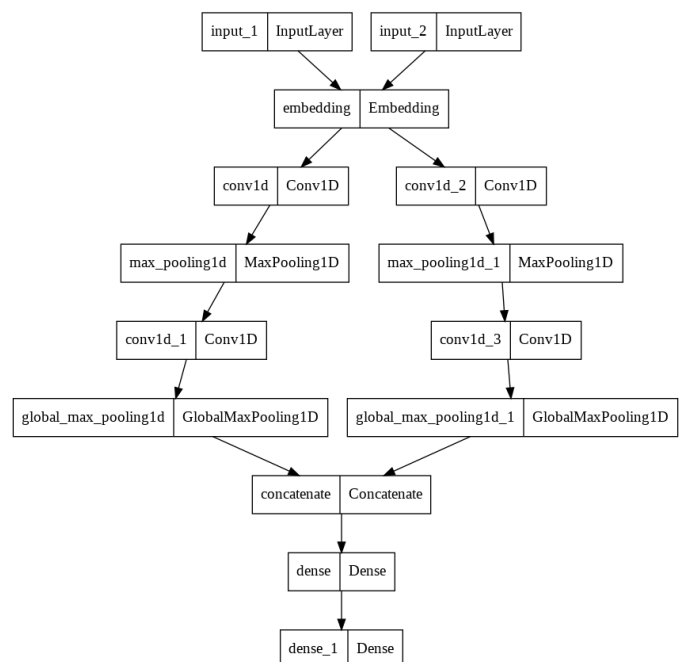 input_1 InputLayer input_2 InputLayer
embedding Embedding
conv1d Conv1D conv1d_2 Conv1D
max_pooling1d MaxPooling1D max_pooling1d_1 MaxPooling1D
conv1d_1 Conv1D conv1d_3 Conv1D
global_max_pooling1d GlobalMaxPooling1D global_max_pooling1d_1 GlobalMaxPooling1D
concatenate Concatenate
dense Dense
dense_1 Dense